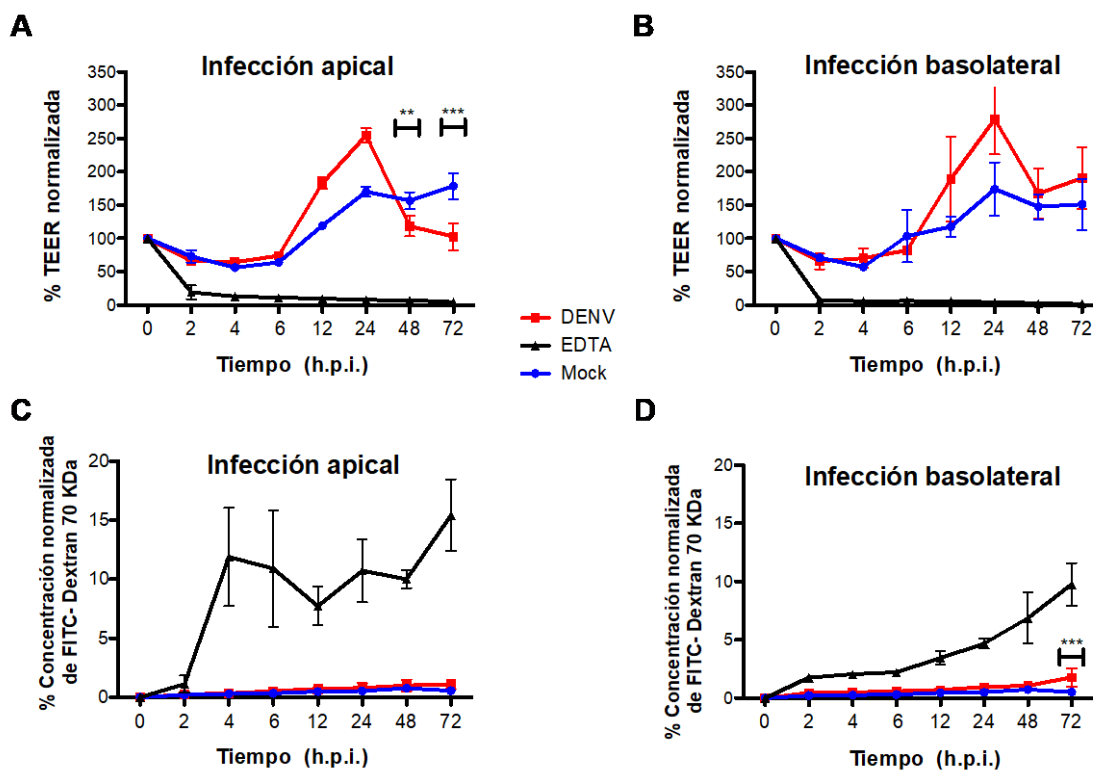 A
Infección apical
% TEER normalizada
350
300
250
200
150
100
50
0
** ***
0 2 4 6 12 24 48 72
Tiempo (h.p.i.)
B
Infección basolateral
% TEER normalizada
350
300
250
200
150
100
50
0
0 2 4 6 12 24 48 72
Tiempo (h.p.i.)
DENV
EDTA
Mock
C
Infección apical
% Concentración normalizada
de FITC- Dextran 70 KDa
20
15
10
5
0
0 2 4 6 12 24 48 72
Tiempo (h.p.i.)
D
Infección basolateral
% Concentración normalizada
de FITC- Dextran 70 KDa
20
15
10
5
0
***
0 2 4 6 12 24 48 72
Tiempo (h.p.i.)